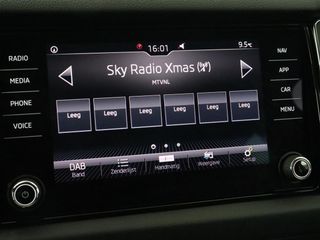 RADIO
MEDIA
PHONE
VOICE
16:01
9.5°C
Sky Radio Xmas
MTVNL
Leeg Leeg Leeg Leeg Leeg Leeg
DAB
Band
Zenderlijst
Handmatig
Weergave
Setup
NAV
APP
CAR
MENU